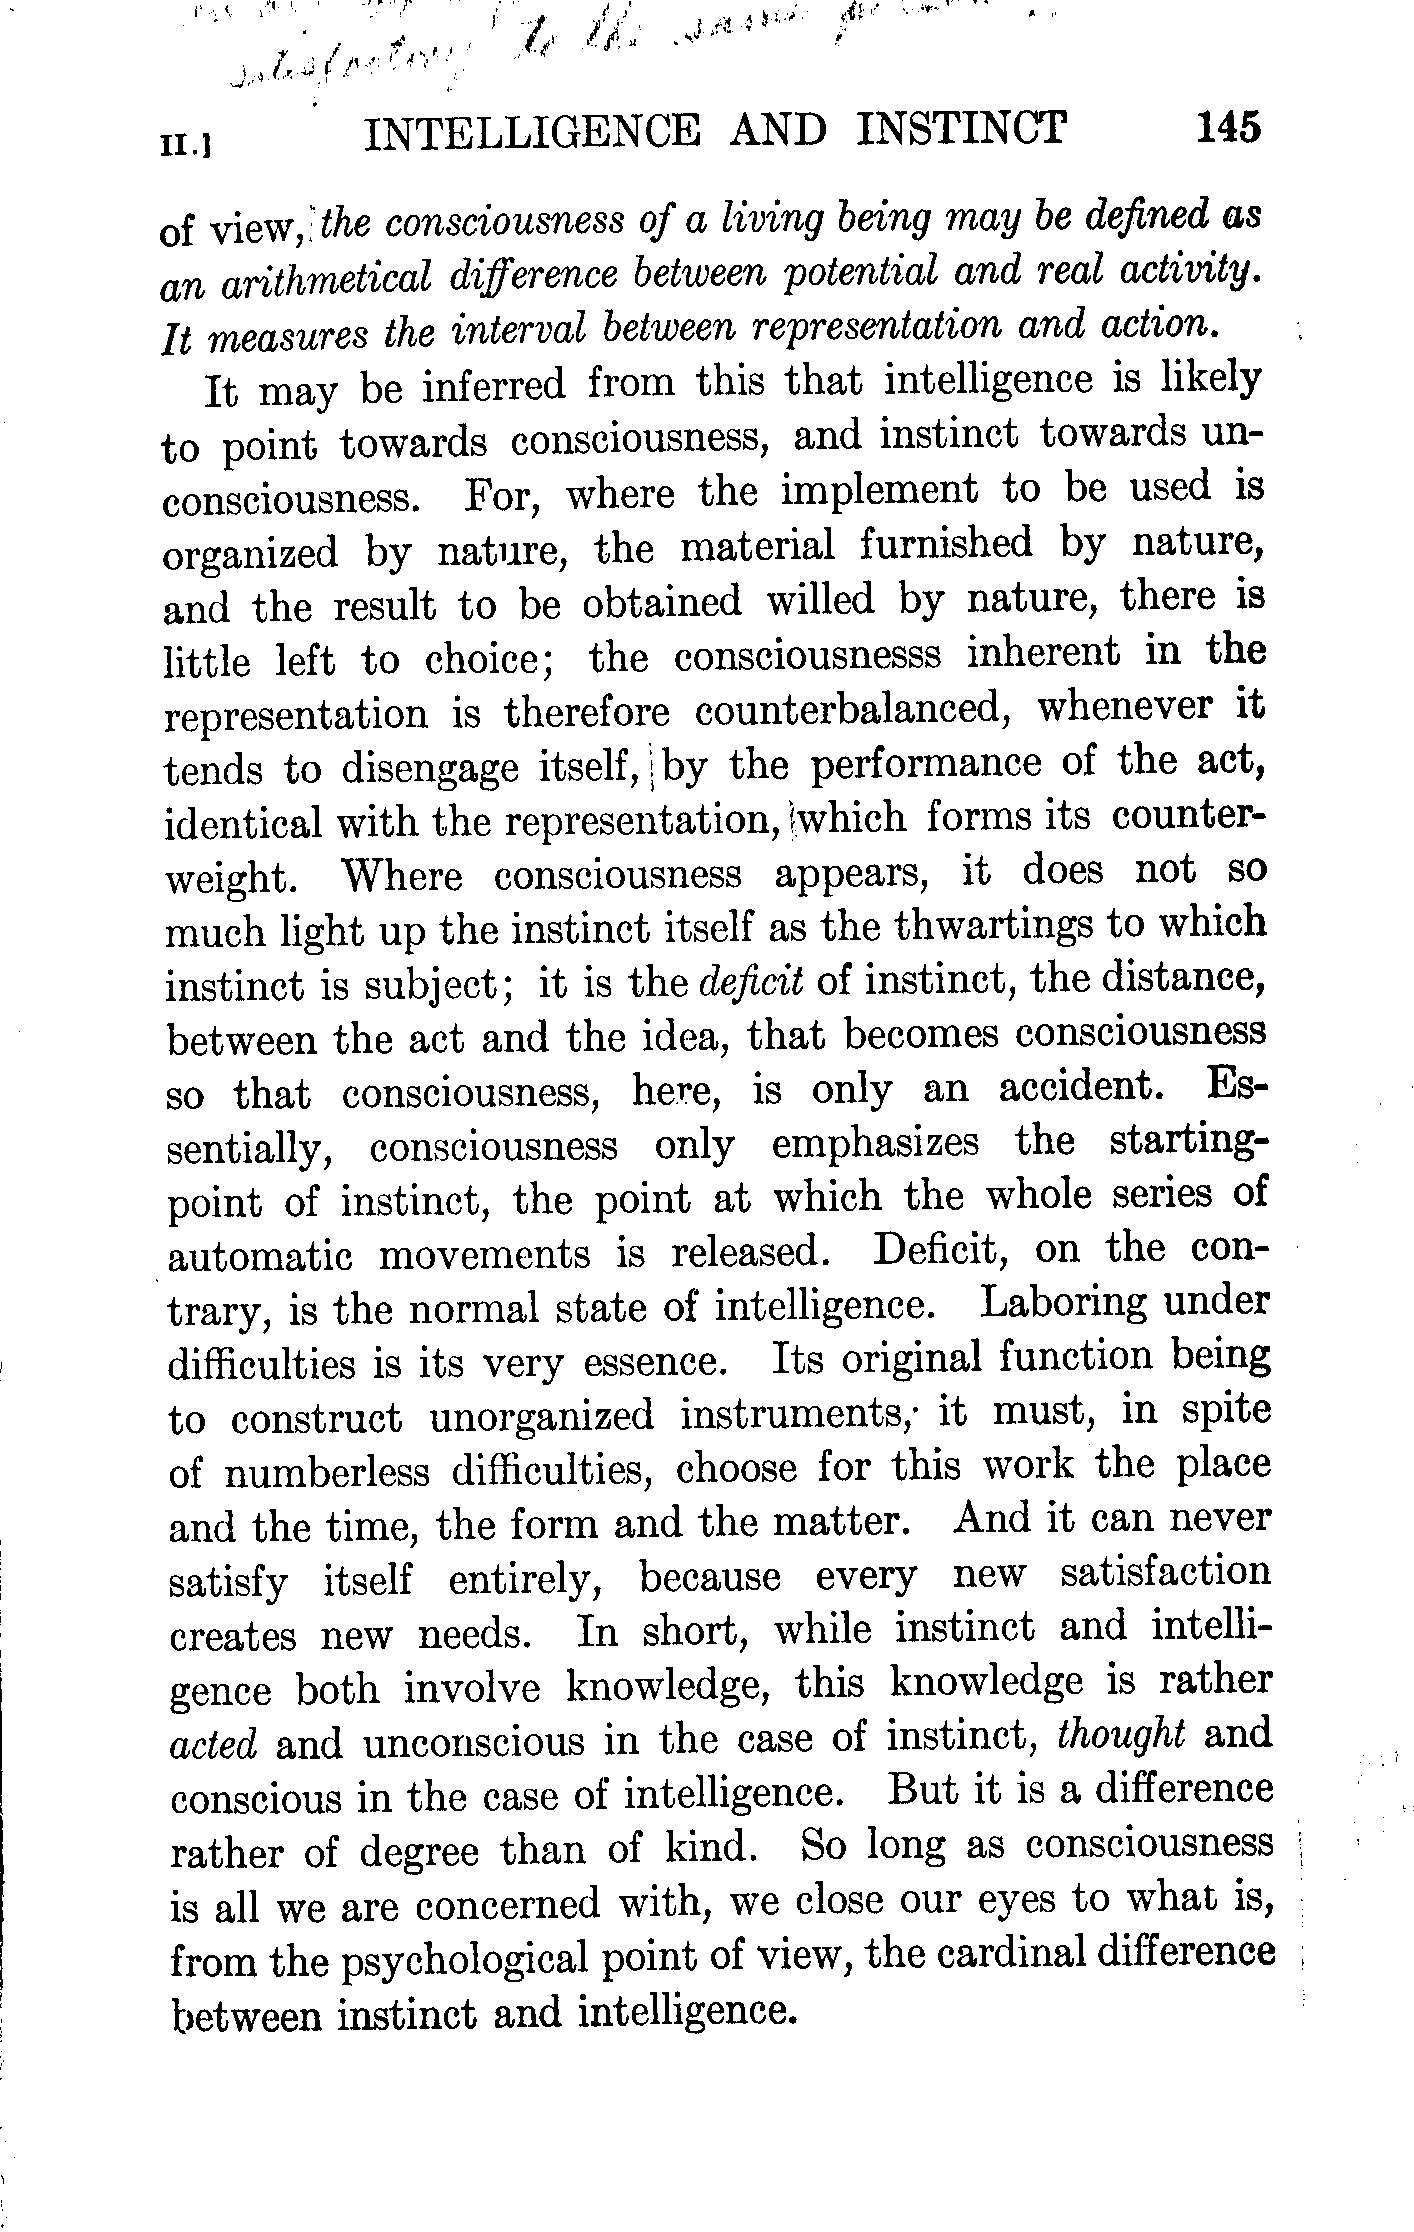 satisfactory to the same
II.] INTELLIGENCE AND INSTINCT 145
of view, the consciousness of a living being may be defined as
an arithmetical difference between potential and real activity.
It measures the interval between representation and action.
It may be inferred from this that intelligence is likely
to point towards consciousness, and instinct towards un-
consciousness. For, where the implement to be used is
organized by nature, the material furnished by nature,
and the result to be obtained willed by nature, there is
little left to choice; the consciousnesss inherent in the
representation is therefore counterbalanced, whenever it
tends to disengage itself, by the performance of the act,
identical with the representation, which forms its counter-
weight. Where consciousness appears, it does not so
much light up the instinct itself as the thwartings to which
instinct is subject; it is the deficit of instinct, the distance,
between the act and the idea, that becomes consciousness
so that consciousness, here, is only an accident. Es-
sentially, consciousness only emphasizes the starting-
point of instinct, the point at which the whole series of
automatic movements is released. Deficit, on the con-
trary, is the normal state of intelligence. Laboring under
difficulties is its very essence. Its original function being
to construct unorganized instruments, it must, in spite
of numberless difficulties, choose for this work the place
and the time, the form and the matter. And it can never
satisfy itself entirely, because every new satisfaction
creates new needs. In short, while instinct and intelli-
gence both involve knowledge, this knowledge is rather
acted and unconscious in the case of instinct, thought and
conscious in the case of intelligence. But it is a difference
rather of degree than of kind. So long as consciousness
is all we are concerned with, we close our eyes to what is,
from the psychological point of view, the cardinal difference
between instinct and intelligence.